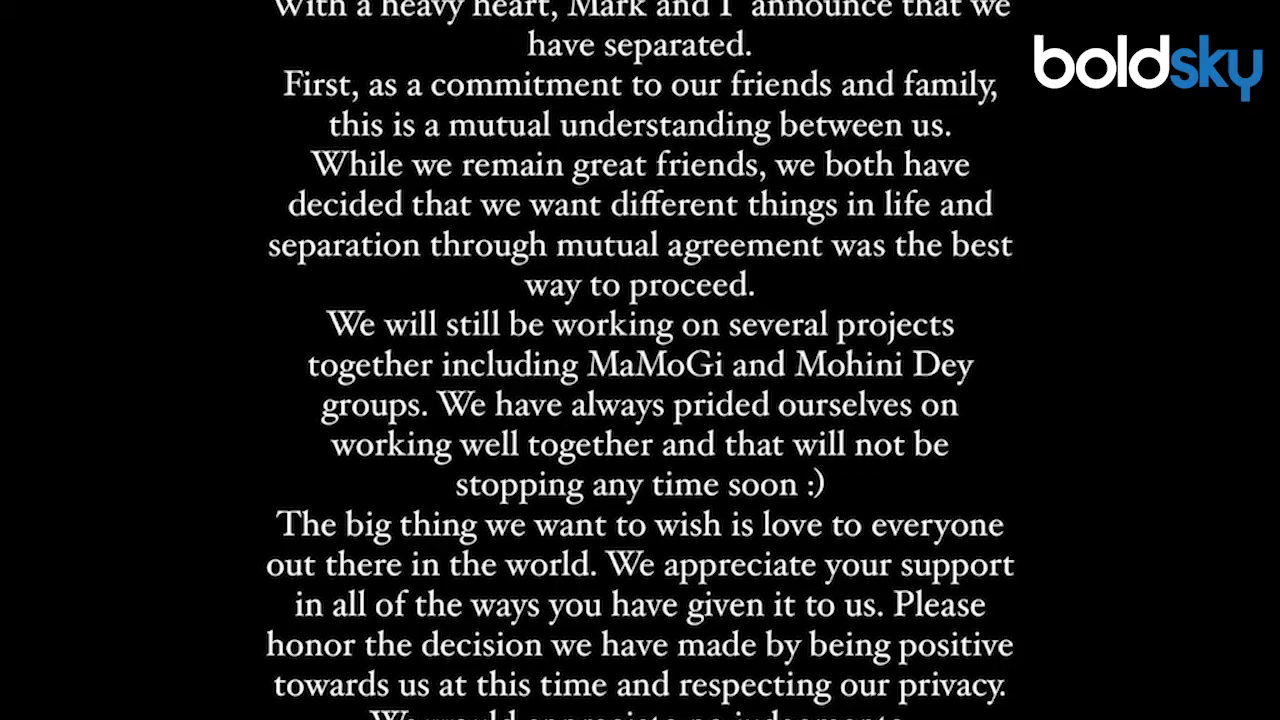 With a heavy heart, Mark and I announce that we
have separated.
First, as a commitment to our friends and family,
this is a mutual understanding between us.
While we remain great friends, we both have
decided that we want different things in life and
separation through mutual agreement was the best
way to proceed.
We will still be working on several projects
together including MaMoGi and Mohini Dey
groups. We have always prided ourselves on
working well together and that will not be
stopping any time soon :)
The big thing we want to wish is love to everyone
out there in the world. We appreciate your support
in all of the ways you have given it to us. Please
honor the decision we have made by being positive
towards us at this time and respecting our privacy.
We would appreciate no judgements
boldsky